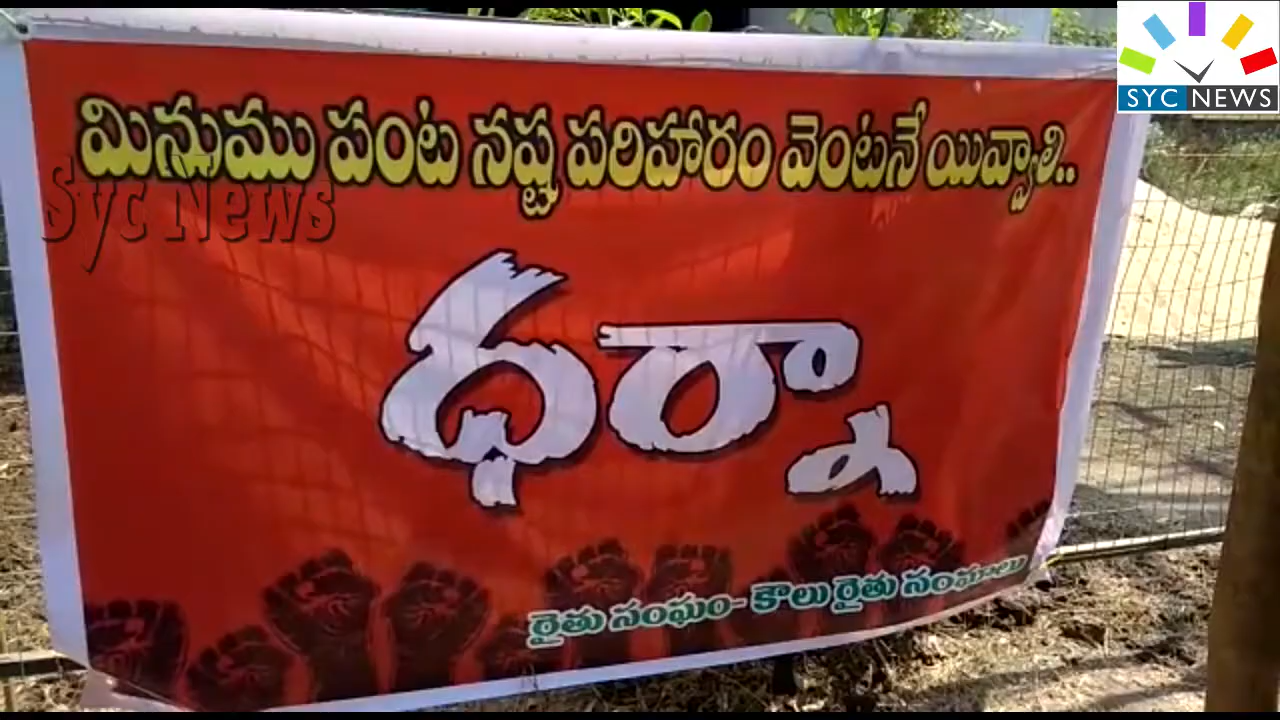 SYC NEWS
మినుము పంట నష్ట పరిహారం వెంటనే యివ్వాలి..
Syc News
ధర్నా
రైతు సంఘం- కౌలు రైతు సంఘాలు